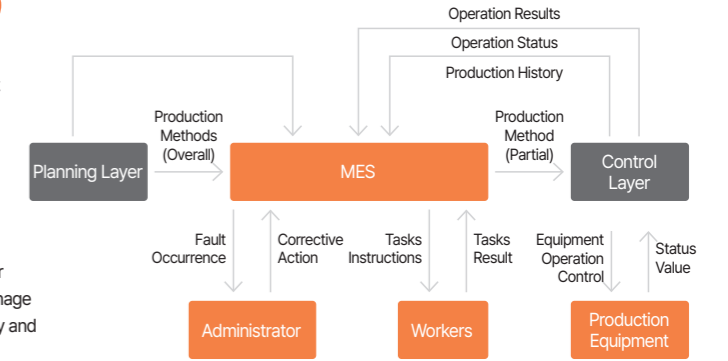 Operation Results
Operation Status
Production History
Production
Methods
(Overall)
Production
Method
(Partial)
Planning Layer
MES
Control
Layer
Fault
Occurrence
Corrective
Action
Tasks
Instructions
Tasks
Result
Equipment
Operation
Control
Status
Value
Administrator
Workers
Production
Equipment
y and